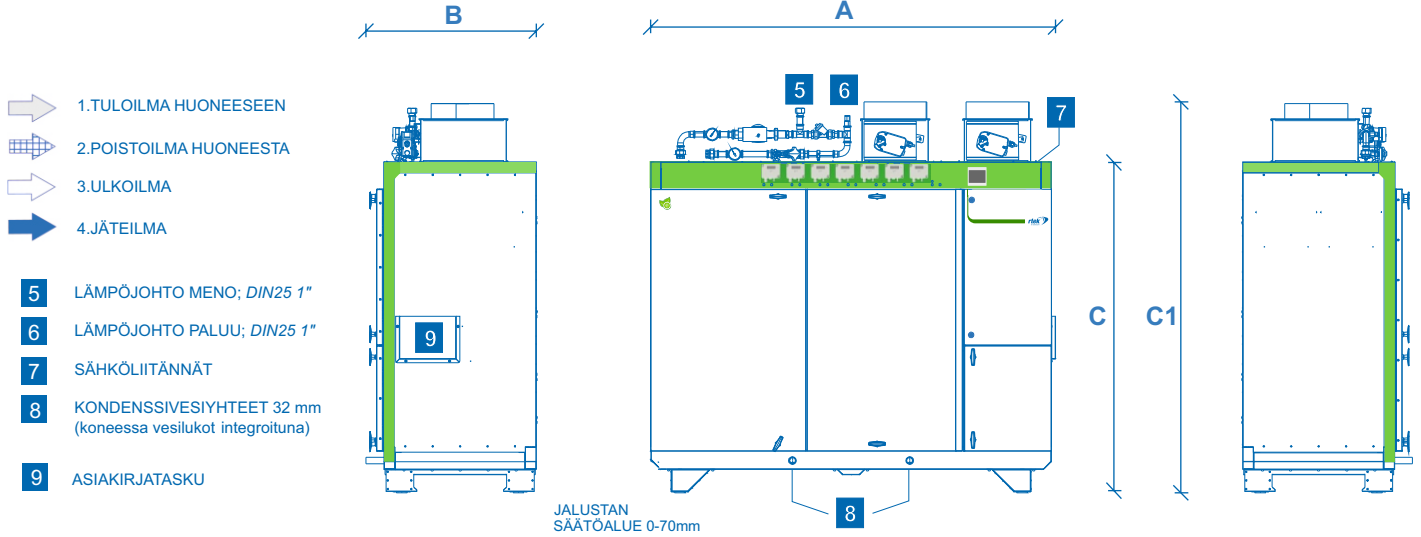 B
A
5
6
7
1.TULOILMA HUONEESEEN
2.POISTOILMA HUONEESTA
3.ULKOILMA
4.JÄTEILMA
5 LÄMPÖJOHTO MENO; DIN25 1"
6 LÄMPÖJOHTO PALUU; DIN25 1"
7 SÄHKÖLIITÄNNÄT
8 KONDENSSIVESIYHTEET 32 mm
(koneessa vesilukot integroituna)
9 ASIAKIRJATASKU
9
rtek
C
C1
8
JALUSTAN
SÄÄTÖALUE 0-70mm